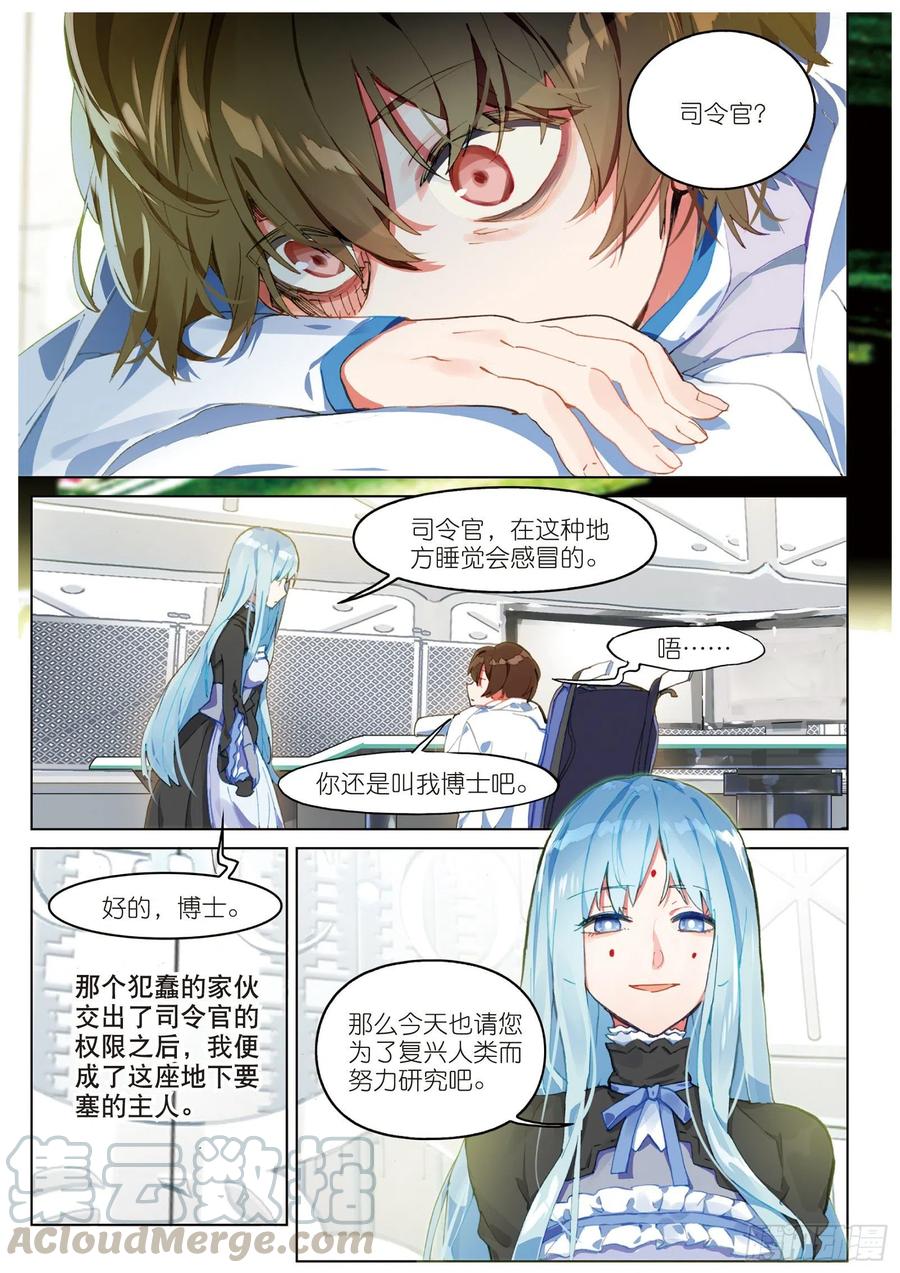 司令官？
司令官，在这种地
方睡觉会感冒的。
唔……
你还是叫我博士吧。
好的，博士。
那个犯蠢的家伙
交出了司令官的
权限之后，我便
成了这座地下要
塞的主人。
那么今天也请您
为了复兴人类而
努力研究吧。
集云数据
ACloudMerge.com